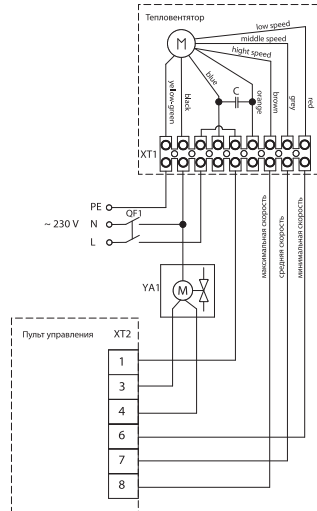 Тепловентятор
low speed
middle speed
hight speed
M
yellow-green
black
blue
C
orange
brown
grey
red
XT1
PE
QF1
~ 230 V
N
L
максимальная скорость
средняя скорость
минимальная скорость
YA1
M
Пульт управления
XT2
1
3
4
6
7
8